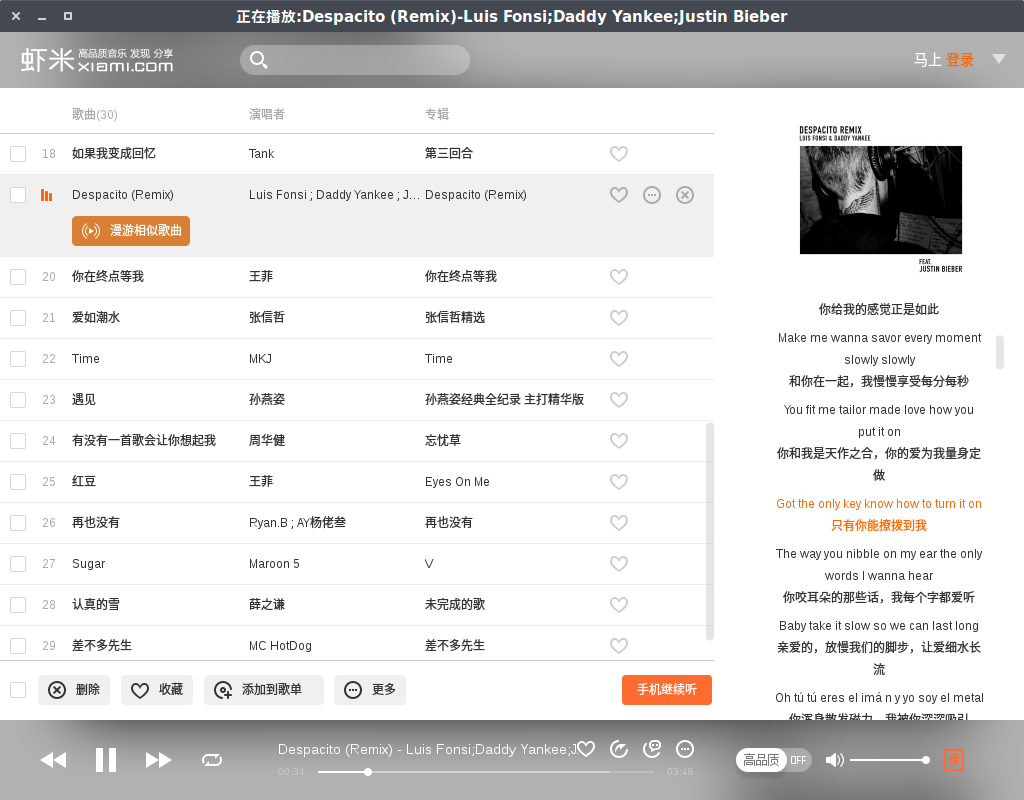 正在播放:Despacito (Remix)-Luis Fonsi;Daddy Yankee;Justin Bieber
虾米 高品质音乐 发现 分享
xiami.com
马上 登录
歌曲(30) 演唱者 专辑
18 如果我变成回忆 Tank 第三回合
Despacito (Remix) Luis Fonsi ; Daddy Yankee ; J... Despacito (Remix)
漫游相似歌曲
20 你在终点等我 王菲 你在终点等我
21 爱如潮水 张信哲 张信哲精选
22 Time MKJ Time
23 遇见 孙燕姿 孙燕姿经典全纪录 主打精华版
24 有没有一首歌会让你想起我 周华健 忘忧草
25 红豆 王菲 Eyes On Me
26 再也没有 Ryan.B ; AY杨佬叁 再也没有
27 Sugar Maroon 5 V
28 认真的雪 薛之谦 未完成的歌
29 差不多先生 MC HotDog 差不多先生
删除 收藏 添加到歌单 更多 手机继续听
DESPACITO REMIX
LUIS FONSI & DADDY YANKEE
FEAT.
JUSTIN BIEBER
你给我的感觉正是如此
Make me wanna savor every moment
slowly slowly
和你在一起，我慢慢享受每分每秒
You fit me tailor made love how you
put it on
你和我是天作之合，你的爱为我量身定
做
Got the only key know how to turn it on
只有你能撩拨到我
The way you nibble on my ear the only
words I wanna hear
你咬耳朵的那些话，我每个字都爱听
Baby take it slow so we can last long
亲爱的，放慢我们的脚步，让爱细水长
流
Oh tú tú eres el imá n y yo soy el metal
你浑身散发磁力，我被你深深吸引
Despacito (Remix) - Luis Fonsi;Daddy Yankee;J
00:34 03:48
高品质 OFF